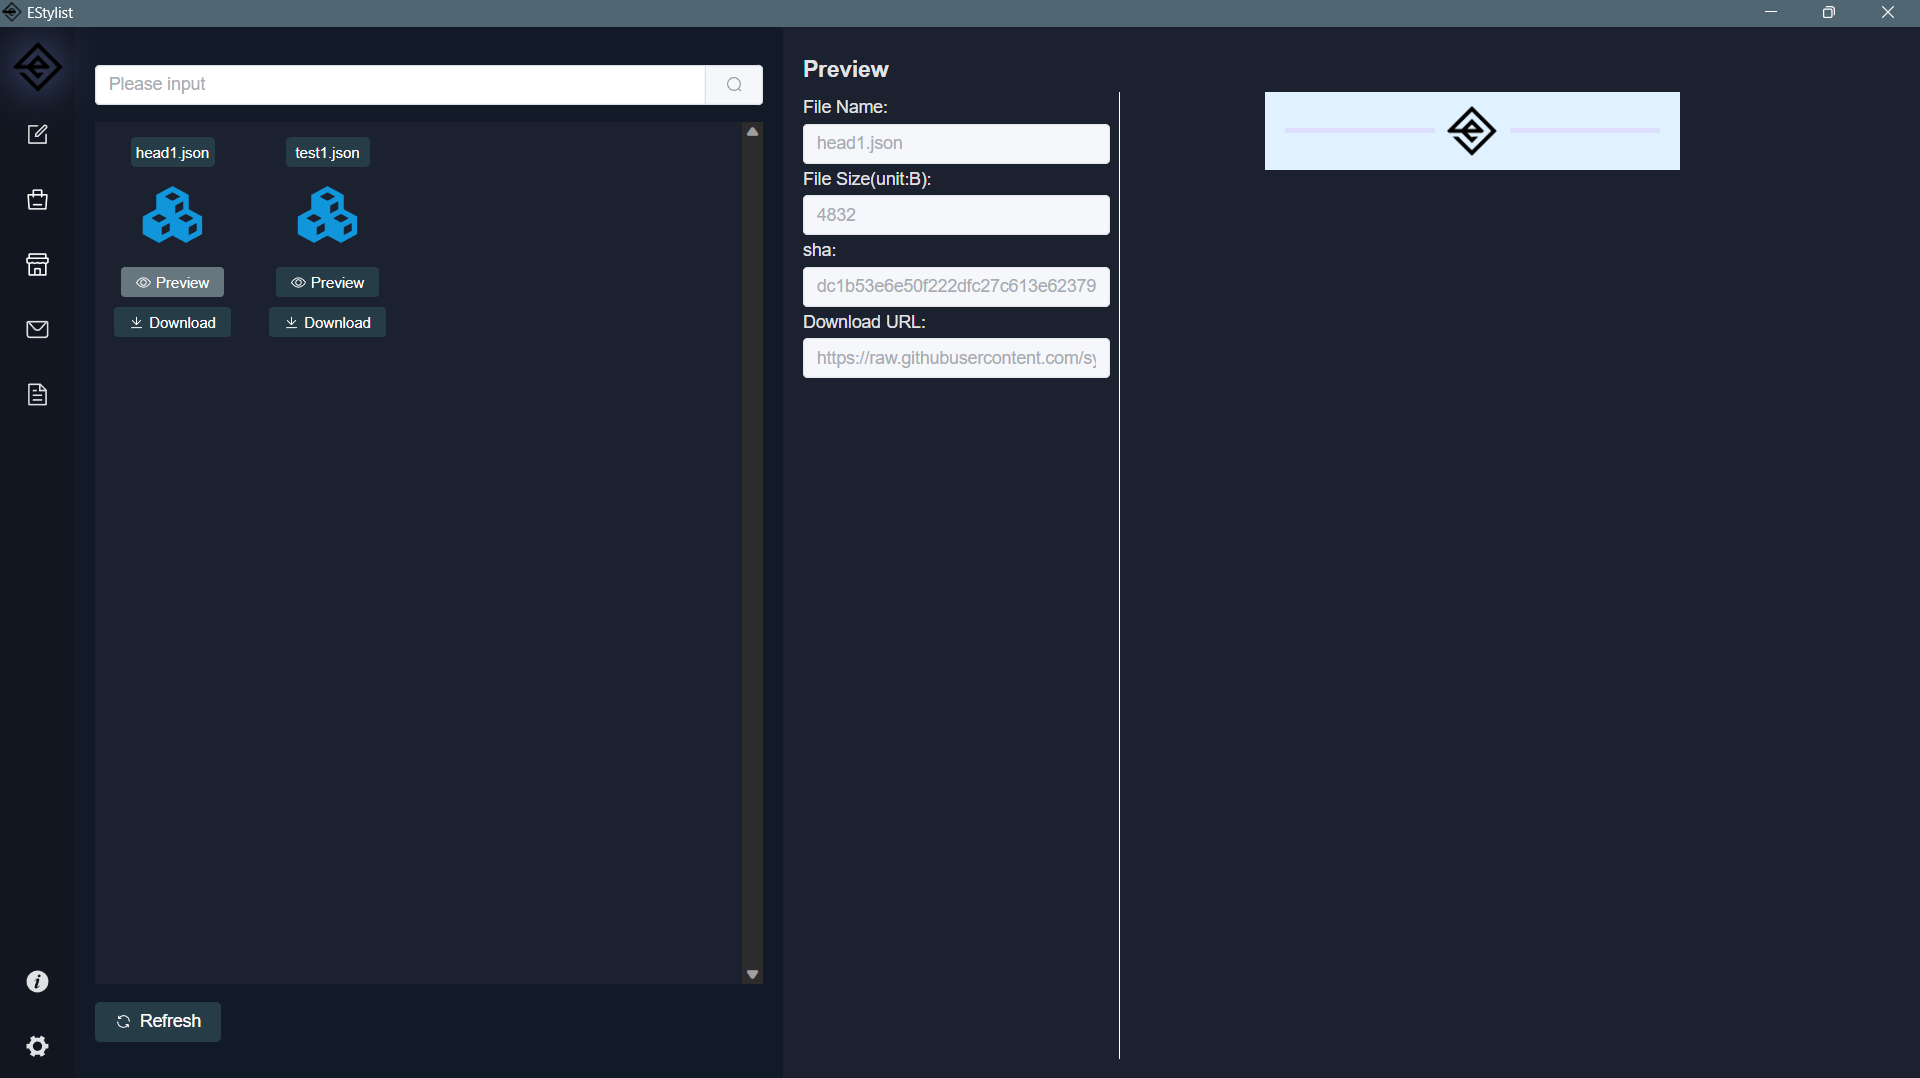 EStylist
Please input
head1.json
test1.json
Preview
Preview
Download
Download
Refresh
Preview
File Name:
head1.json
File Size(unit:B):
4832
sha:
dc1b53e6e50f222dfc27c613e62379
Download URL:
https://raw.githubusercontent.com/sy